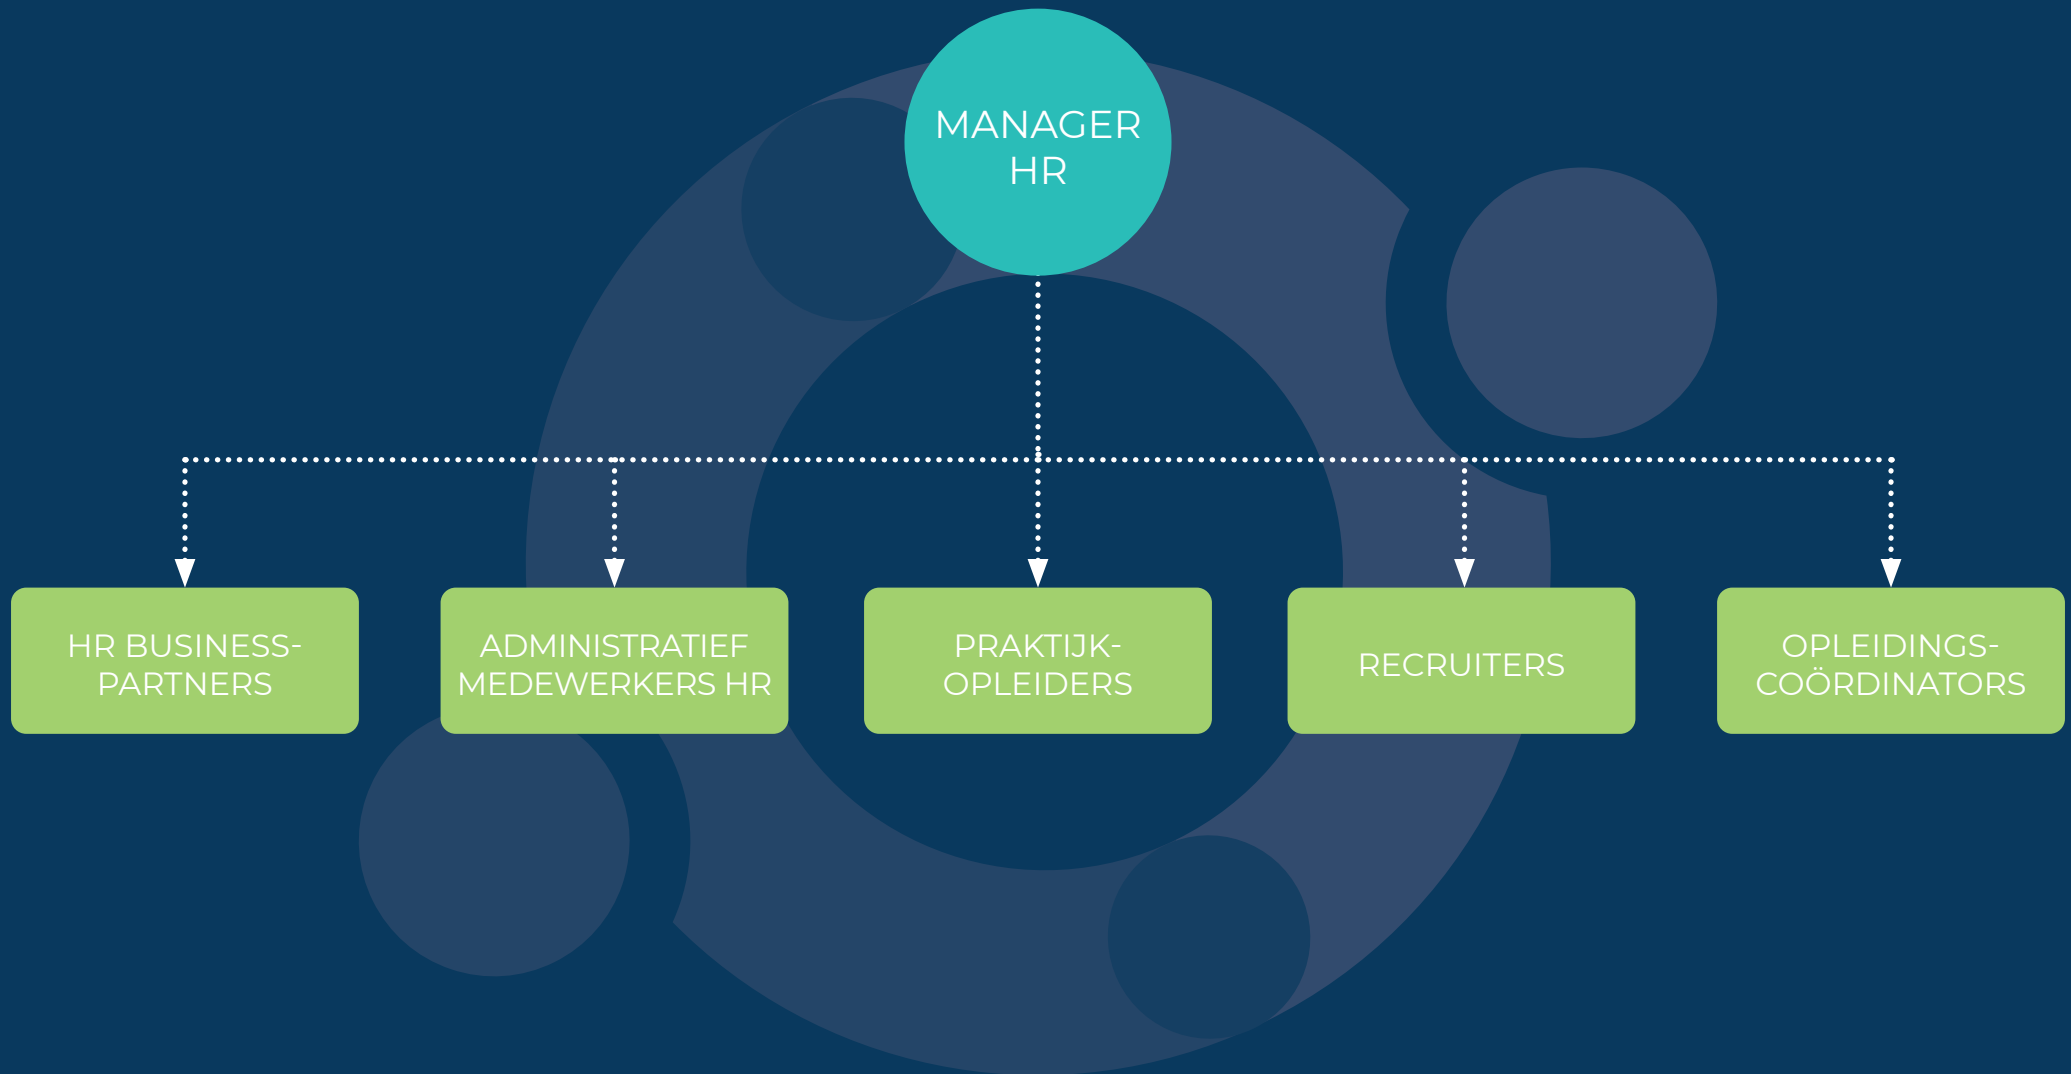 MANAGER
HR
HR BUSINESS-
PARTNERS
ADMINISTRATIEF
MEDEWERKERS HR
PRAKTIJK-
OPLEIDERS
RECRUITERS
OPLEIDINGS-
COÖRDINATORS